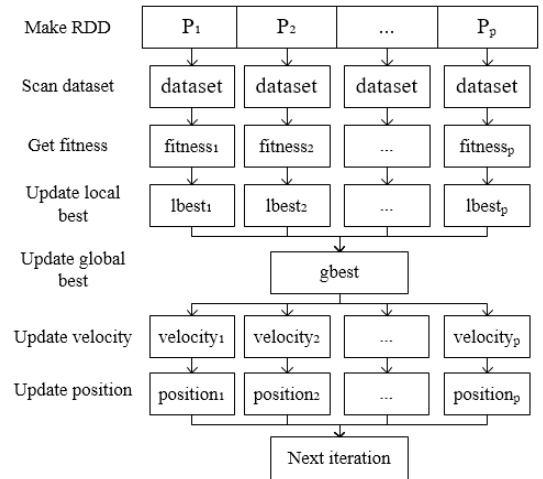 Make RDD P₁ P₂ ... Pₚ
Scan dataset dataset dataset dataset dataset
Get fitness fitness₁ fitness₂ ... fitnessₚ
Update local
best
lbest₁ lbest₂ ... lbestₚ
Update global
best
gbest
Update velocity velocity₁ velocity₂ ... velocityₚ
Update position position₁ position₂ ... positionₚ
Next iteration